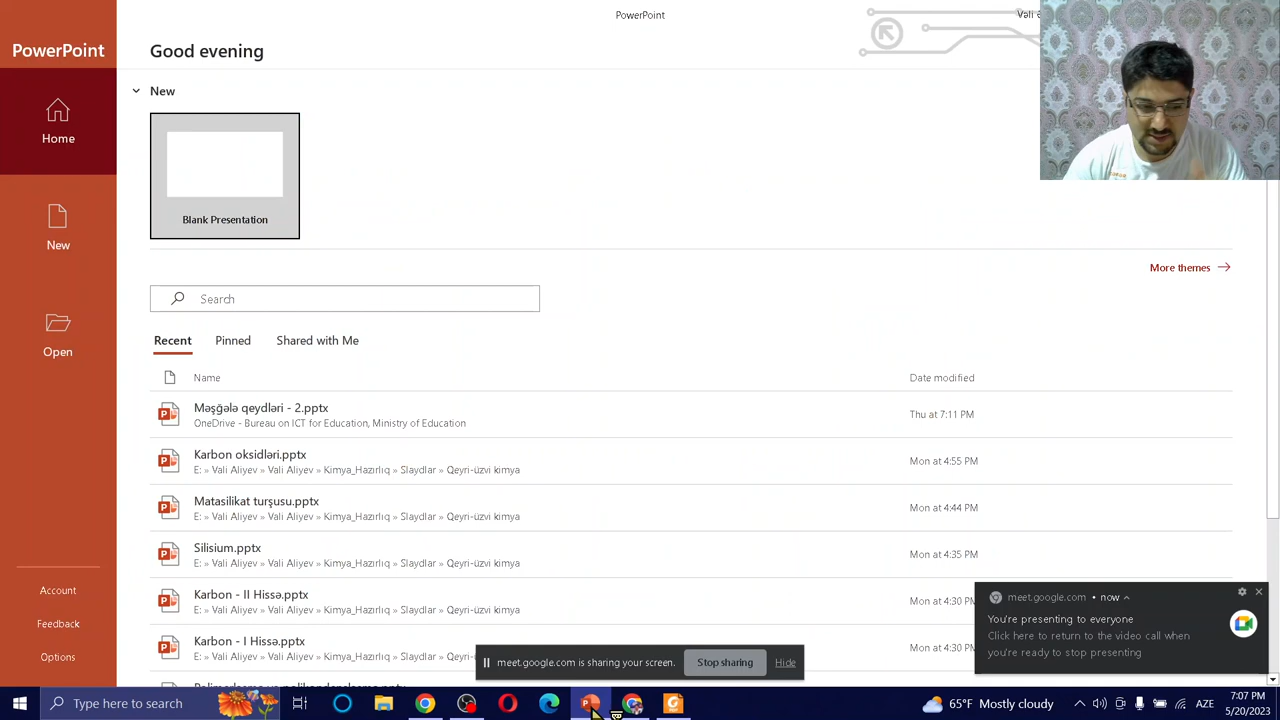 PowerPoint
Vəli
PowerPoint
Good evening
Home
New
Open
Account
Feedback
Options
New
Blank Presentation
More themes
Search
Recent Pinned Shared with Me
Name Date modified
Məşğələ qeydləri - 2.pptx Thu at 7:11 PM
OneDrive - Bureau on ICT for Education, Ministry of Education
Karbon oksidləri.pptx Mon at 4:55 PM
E: » Vali Aliyev » Vali Aliyev » Kimya_Hazırlıq » Slaydlar » Qeyri-üzvi kimya
Matasilikat turşusu.pptx Mon at 4:44 PM
E: » Vali Aliyev » Vali Aliyev » Kimya_Hazırlıq » Slaydlar » Qeyri-üzvi kimya
Silisium.pptx Mon at 4:35 PM
E: » Vali Aliyev » Vali Aliyev » Kimya_Hazırlıq » Slaydlar » Qeyri-üzvi kimya
Karbon - II Hissə.pptx Mon at 4:30 PM
E: » Vali Aliyev » Vali Aliyev » Kimya_Hazırlıq » Slaydlar » Qeyri-üzvi kimya
Karbon - I Hissə.pptx Mon at 4:30 PM
E: » Vali Aliyev » Vali Aliyev » Kimya_
meet.google.com • now
You're presenting to everyone
Click here to return to the video call when
you're ready to stop presenting
meet.google.com is sharing your screen. Stop sharing Hide
Type here to search
65°F Mostly cloudy
AZE
7:07 PM
5/20/2023